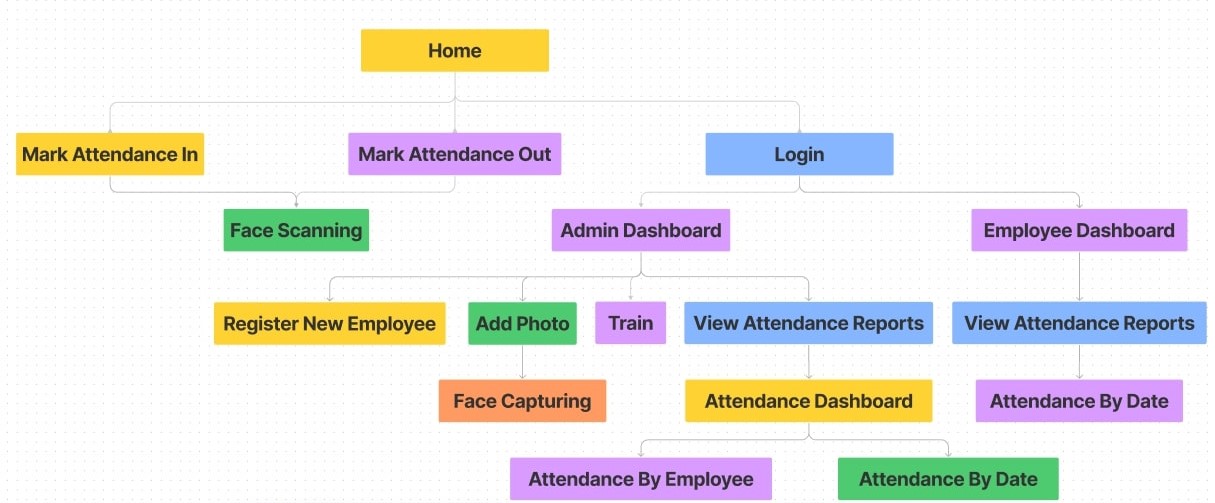 Home
Mark Attendance In
Mark Attendance Out
Login
Face Scanning
Admin Dashboard
Employee Dashboard
Register New Employee
Add Photo
Train
View Attendance Reports
View Attendance Reports
Face Capturing
Attendance Dashboard
Attendance By Date
Attendance By Employee
Attendance By Date